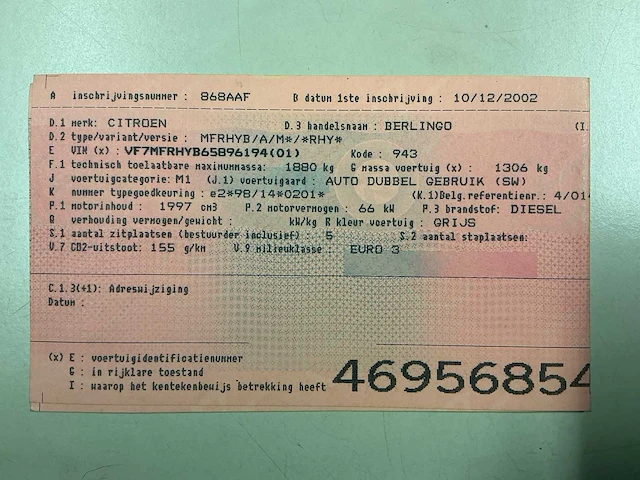 A inschrijvingsnummer : 868AAF B datum 1ste inschrijving : 10/12/2002
D.1 merk: CITROEN D.3 handelsnaam : BERLINGO (I.
D.2 type/variant/versie : MFRHYB/A/M*/*RHY*
E VIN (x) : VF7MFRHYB65896194(01) Kode : 943
F.1 technisch toelaatbare maximummassa: 1880 kg G massa voertuig (x) : 1306 kg
J voertuigcategorie: M1 (J.1) voertuigaard : AUTO DUBBEL GEBRUIK (SW)
K nummer typegoedkeuring : e2*98/14*0201* (K.1)Belg.referentienr.: 4/01
P.1 motorinhoud : 1997 cm3 P.2 motorvermogen : 66 kW P.3 brandstof: DIESEL
Q verhouding vermogen/gewicht : kW/kg R kleur voertuig : GRIJS
S.1 aantal zitplaatsen (bestuurder inclusief) : 5 S.2 aantal staplaatsen:
V.7 CO2-uitstoot: 155 g/km V.9 milieuklasse : EURO 3
C.1.3(+1): Adreswijziging
Datum :
(x) E : voertuigidentificatienummer
G : in rijklare toestand
I : waarop het kentekenbewijs betrekking heeft
46956854